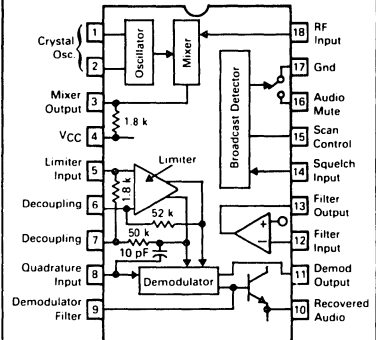 Crystal
Osc.
1
2
Mixer
Output
3
VCC
4
Limiter
Input
5
Decoupling
6
Decoupling
7
Quadrature
Input
8
Demodulator
Filter
9
Oscillator
Mixer
1.8 k
Limiter
1.8 k
52 k
50 k
10 pF
Demodulator
Broadcast Detector
+
−
18
RF
Input
17
Gnd
16
Audio
Mute
15
Scan
Control
14
Squelch
Input
13
Filter
Output
12
Filter
Input
11
Demod
Output
10
Recovered
Audio